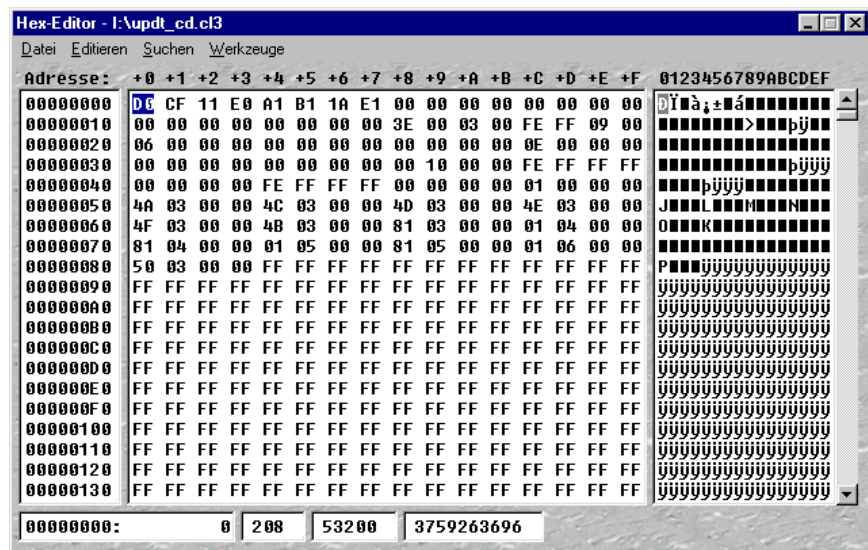 Hex-Editor - I:\updt_cd.cl3
Datei Editieren Suchen Werkzeuge
Adresse: +0 +1 +2 +3 +4 +5 +6 +7 +8 +9 +A +B +C +D +E +F 0123456789ABCDEF
00000000 D0 CF 11 E0 A1 B1 1A E1 00 00 00 00 00 00 00 00 ÐÏ■à¡±■á■■■■■■■■
00000010 00 00 00 00 00 00 00 00 3E 00 03 00 FE FF 09 00 ■■■■■■■■>■■■þÿ■■
00000020 06 00 00 00 00 00 00 00 00 00 00 00 0E 00 00 00 ■■■■■■■■■■■■■■■■
00000030 00 00 00 00 00 00 00 00 00 10 00 00 FE FF FF FF ■■■■■■■■■■■■þÿÿÿ
00000040 00 00 00 00 FE FF FF FF 00 00 00 00 01 00 00 00 ■■■■þÿÿÿ■■■■■■■■
00000050 4A 03 00 00 4C 03 00 00 4D 03 00 00 4E 03 00 00 J■■■L■■■M■■■N■■■
00000060 4F 03 00 00 4B 03 00 00 81 03 00 00 01 04 00 00 O■■■K■■■■■■■■■■■
00000070 81 04 00 00 01 05 00 00 81 05 00 00 01 06 00 00 ■■■■■■■■■■■■■■■■
00000080 50 03 00 00 FF FF FF FF FF FF FF FF FF FF FF FF P■■■ÿÿÿÿÿÿÿÿÿÿÿÿ
00000090 FF FF FF FF FF FF FF FF FF FF FF FF FF FF FF FF ÿÿÿÿÿÿÿÿÿÿÿÿÿÿÿÿ
000000A0 FF FF FF FF FF FF FF FF FF FF FF FF FF FF FF FF ÿÿÿÿÿÿÿÿÿÿÿÿÿÿÿÿ
000000B0 FF FF FF FF FF FF FF FF FF FF FF FF FF FF FF FF ÿÿÿÿÿÿÿÿÿÿÿÿÿÿÿÿ
000000C0 FF FF FF FF FF FF FF FF FF FF FF FF FF FF FF FF ÿÿÿÿÿÿÿÿÿÿÿÿÿÿÿÿ
000000D0 FF FF FF FF FF FF FF FF FF FF FF FF FF FF FF FF ÿÿÿÿÿÿÿÿÿÿÿÿÿÿÿÿ
000000E0 FF FF FF FF FF FF FF FF FF FF FF FF FF FF FF FF ÿÿÿÿÿÿÿÿÿÿÿÿÿÿÿÿ
000000F0 FF FF FF FF FF FF FF FF FF FF FF FF FF FF FF FF ÿÿÿÿÿÿÿÿÿÿÿÿÿÿÿÿ
00000100 FF FF FF FF FF FF FF FF FF FF FF FF FF FF FF FF ÿÿÿÿÿÿÿÿÿÿÿÿÿÿÿÿ
00000110 FF FF FF FF FF FF FF FF FF FF FF FF FF FF FF FF ÿÿÿÿÿÿÿÿÿÿÿÿÿÿÿÿ
00000120 FF FF FF FF FF FF FF FF FF FF FF FF FF FF FF FF ÿÿÿÿÿÿÿÿÿÿÿÿÿÿÿÿ
00000130 FF FF FF FF FF FF FF FF FF FF FF FF FF FF FF FF ÿÿÿÿÿÿÿÿÿÿÿÿÿÿÿÿ
00000000: 0 208 53200 3759263696